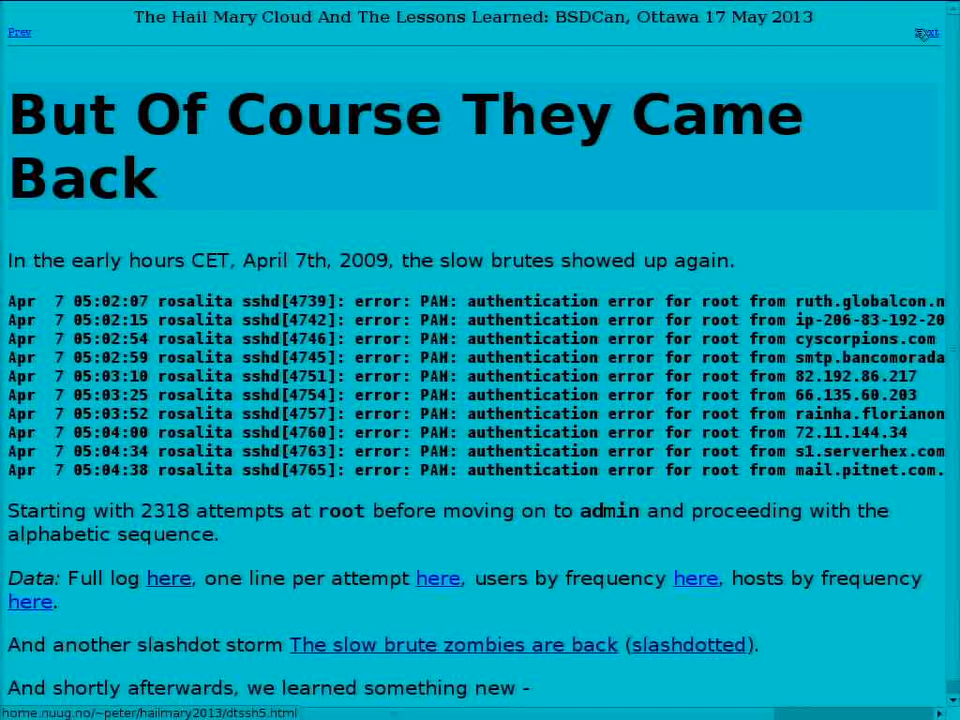 The Hail Mary Cloud And The Lessons Learned: BSDCan, Ottawa 17 May 2013
Prev
Next
But Of Course They Came
Back
In the early hours CET, April 7th, 2009, the slow brutes showed up again.
Apr  7 05:02:07 rosalita sshd[4739]: error: PAM: authentication error for root from ruth.globalcon.n
Apr  7 05:02:15 rosalita sshd[4742]: error: PAM: authentication error for root from ip-206-83-192-20
Apr  7 05:02:54 rosalita sshd[4746]: error: PAM: authentication error for root from cyscorpions.com
Apr  7 05:02:59 rosalita sshd[4745]: error: PAM: authentication error for root from smtp.bancomorada
Apr  7 05:03:10 rosalita sshd[4751]: error: PAM: authentication error for root from 82.192.86.217
Apr  7 05:03:25 rosalita sshd[4754]: error: PAM: authentication error for root from 66.135.60.203
Apr  7 05:03:52 rosalita sshd[4757]: error: PAM: authentication error for root from rainha.florianon
Apr  7 05:04:00 rosalita sshd[4760]: error: PAM: authentication error for root from 72.11.144.34
Apr  7 05:04:34 rosalita sshd[4763]: error: PAM: authentication error for root from s1.serverhex.com
Apr  7 05:04:38 rosalita sshd[4765]: error: PAM: authentication error for root from mail.pitnet.com.
Starting with 2318 attempts at root before moving on to admin and proceeding with the
alphabetic sequence.
Data: Full log here, one line per attempt here, users by frequency here, hosts by frequency
here.
And another slashdot storm The slow brute zombies are back (slashdotted).
And shortly afterwards, we learned something new -
home.nuug.no/~peter/hailmary2013/dtssh5.html